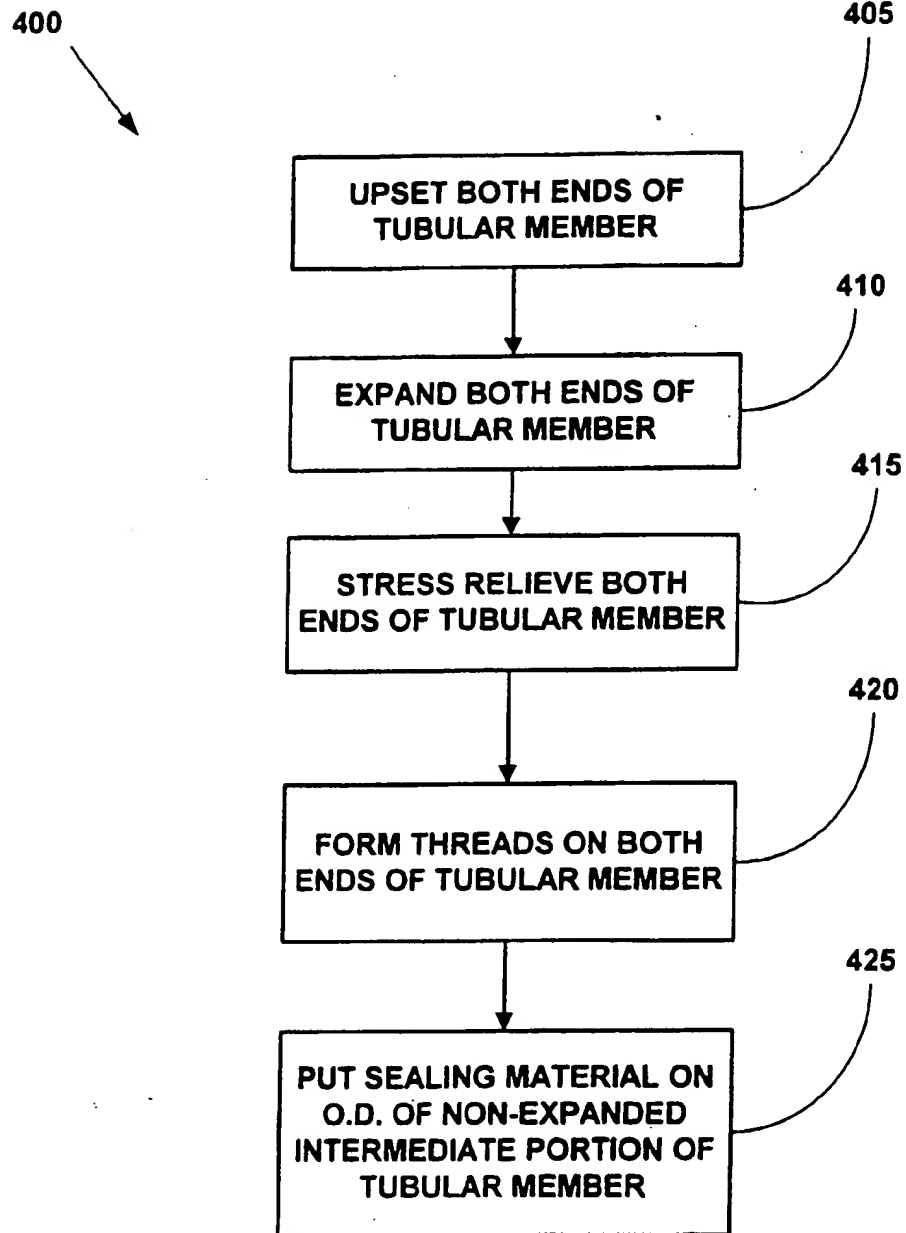 400
405
UPSET BOTH ENDS OF
TUBULAR MEMBER
410
EXPAND BOTH ENDS OF
TUBULAR MEMBER
415
STRESS RELIEVE BOTH
ENDS OF TUBULAR MEMBER
420
FORM THREADS ON BOTH
ENDS OF TUBULAR MEMBER
425
PUT SEALING MATERIAL ON
O.D. OF NON-EXPANDED
INTERMEDIATE PORTION OF
TUBULAR MEMBER